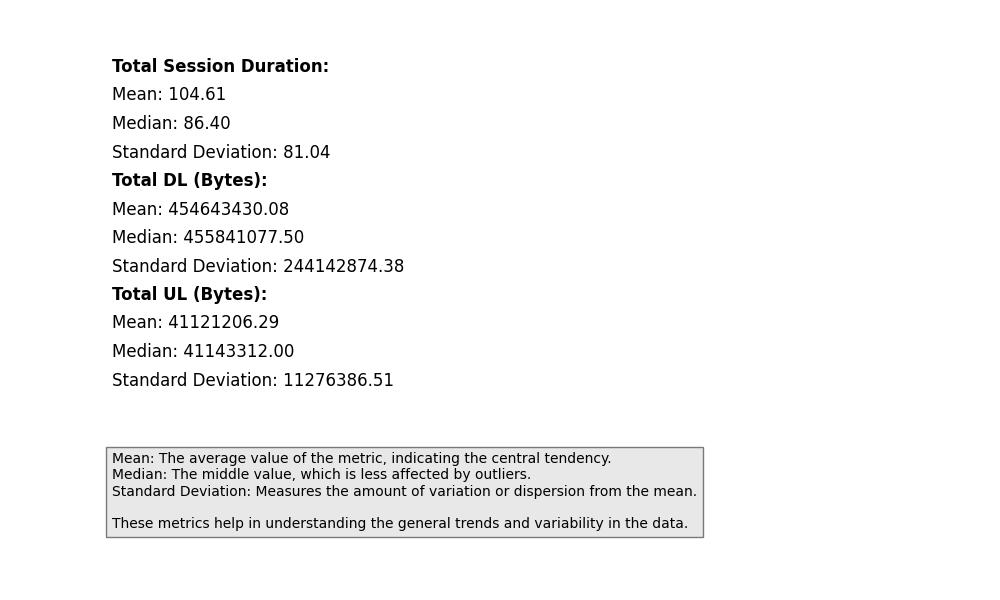 Total Session Duration:
Mean: 104.61
Median: 86.40
Standard Deviation: 81.04
Total DL (Bytes):
Mean: 454643430.08
Median: 455841077.50
Standard Deviation: 244142874.38
Total UL (Bytes):
Mean: 41121206.29
Median: 41143312.00
Standard Deviation: 11276386.51
Mean: The average value of the metric, indicating the central tendency.
Median: The middle value, which is less affected by outliers.
Standard Deviation: Measures the amount of variation or dispersion from the mean.
These metrics help in understanding the general trends and variability in the data.